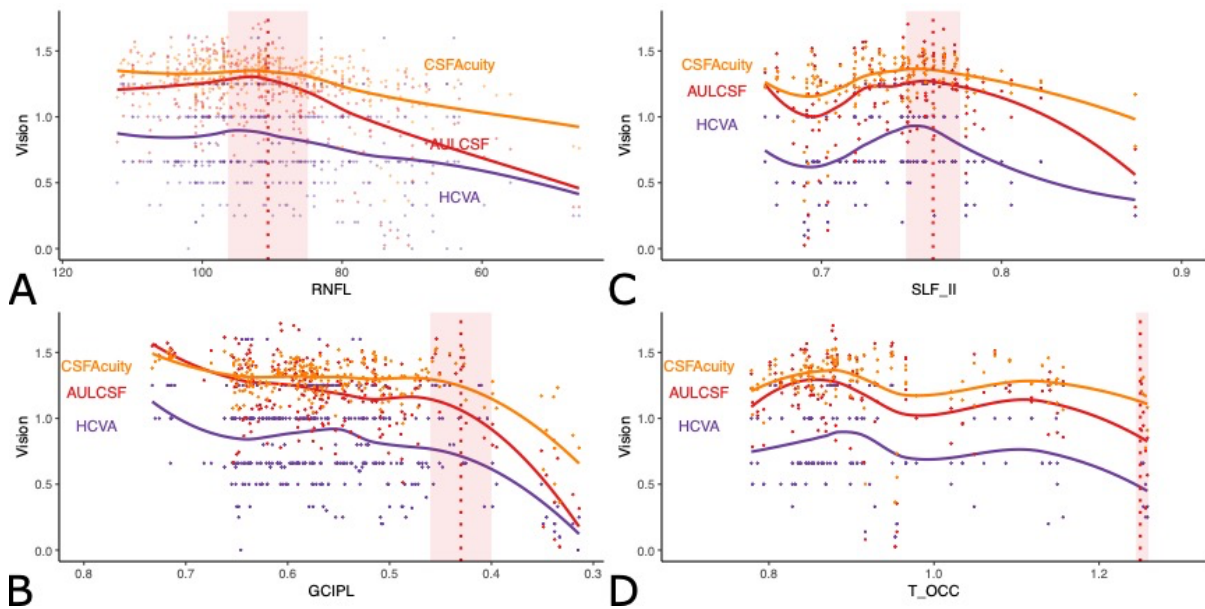 1.5
1.0
0.5
0.0
Vision
CSFAcuity
AULCSF
HCVA
120
100
80
60
RNFL
A
1.5
1.0
0.5
0.0
Vision
CSFAcuity
AULCSF
HCVA
0.7
0.8
0.9
SLF_II
C
1.5
1.0
0.5
0.0
Vision
CSFAcuity
AULCSF
HCVA
0.8
0.7
0.6
0.5
0.4
0.3
GCIPL
B
1.5
1.0
0.5
0.0
Vision
CSFAcuity
AULCSF
HCVA
0.8
1.0
1.2
T_OCC
D